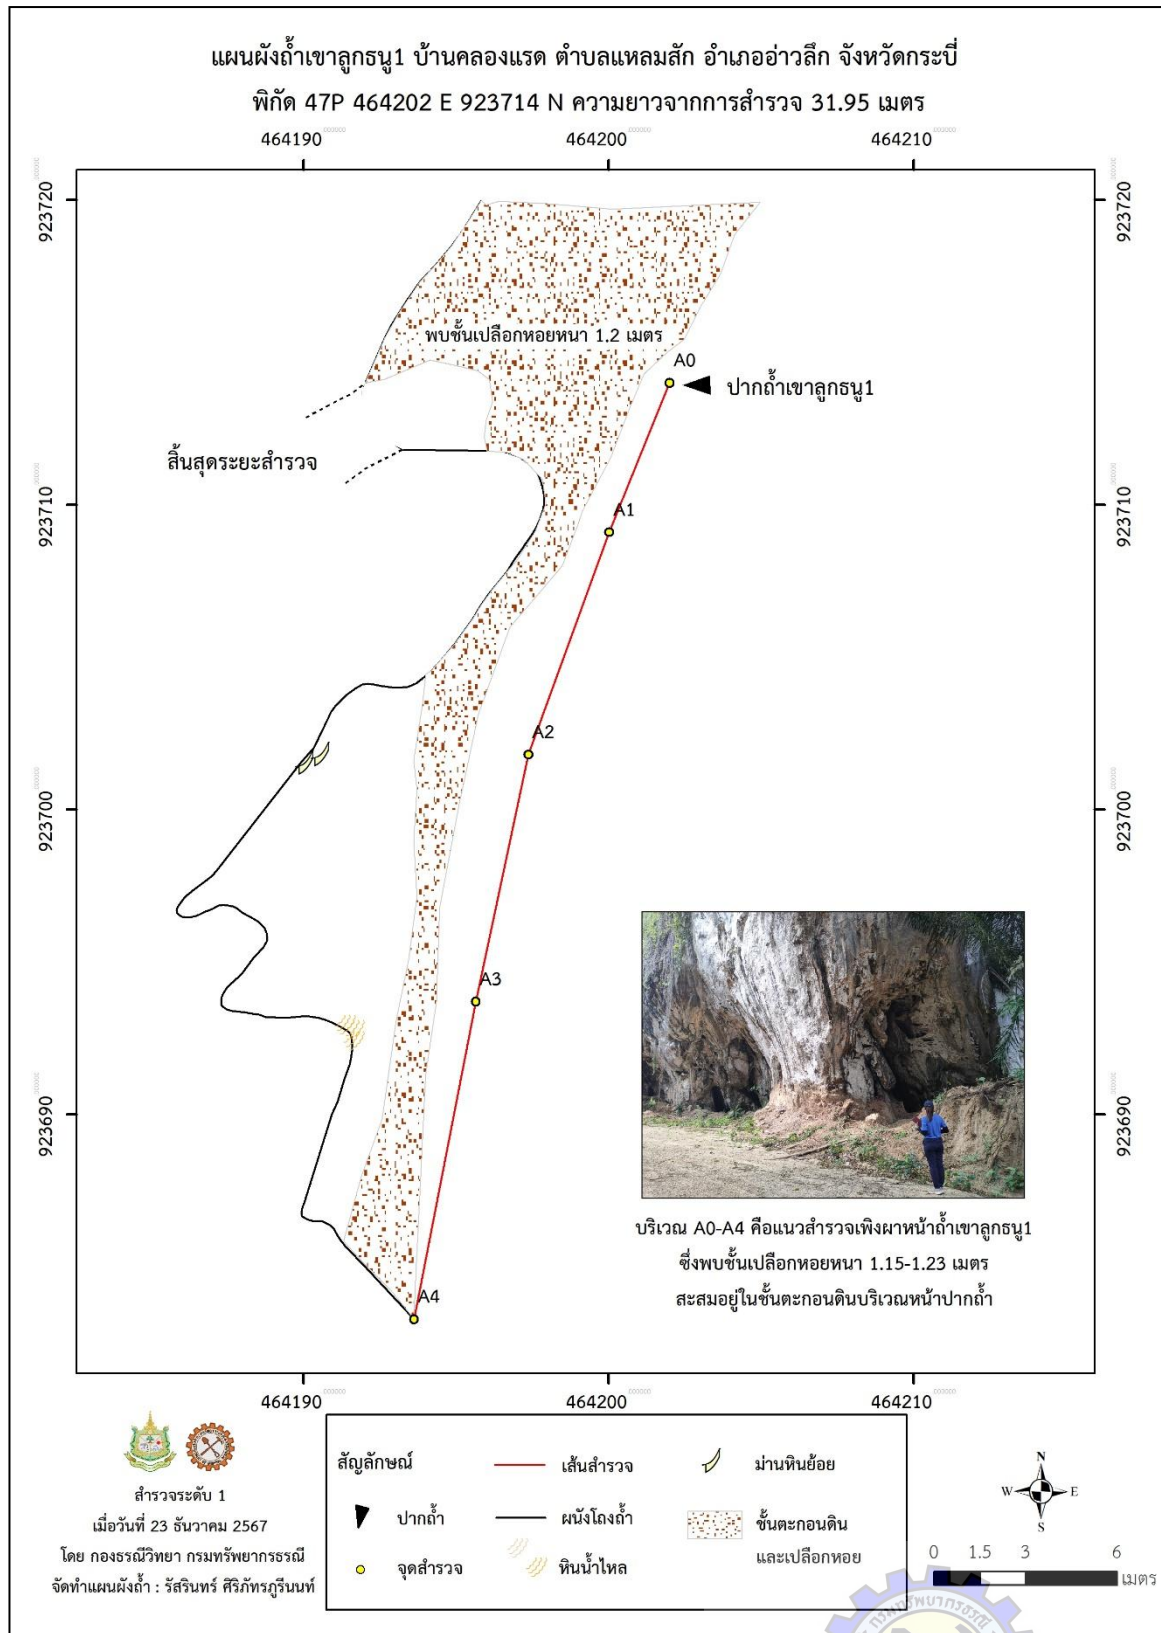 แผนผังถ้ำเขาลูกธนู1 บ้านคลองแรด ตำบลแหลมสัก อำเภออ่าวลึก จังหวัดกระบี่
พิกัด 47P 464202 E 923714 N ความยาวจากการสำรวจ 31.95 เมตร
464190 464200 464210
923720 923720
พบชั้นเปลือกหอยหนา 1.2 เมตร
A0
ปากถ้ำเขาลูกธนู1
สิ้นสุดระยะสำรวจ
923710 A1 923710
A2
923700 923700
A3
923690 923690
บริเวณ A0-A4 คือแนวสำรวจเพิงผาหน้าถ้ำเขาลูกธนู1
ซึ่งพบชั้นเปลือกหอยหนา 1.15-1.23 เมตร
สะสมอยู่ในชั้นตะกอนดินบริเวณหน้าปากถ้ำ
A4
464190 464200 464210
สำรวจระดับ 1
เมื่อวันที่ 23 ธันวาคม 2567
โดย กองธรณีวิทยา กรมทรัพยากรธรณี
จัดทำแผนผังถ้ำ : รัสรินทร์ ศิริภัทรภูรีนนท์
สัญลักษณ์
ปากถ้ำ
จุดสำรวจ
เส้นสำรวจ
ผนังโถงถ้ำ
หินน้ำไหล
ม่านหินย้อย
ชั้นตะกอนดิน
และเปลือกหอย
N
W E
S
0 1.5 3 6
เมตร
กรมทรัพยากรธรณี